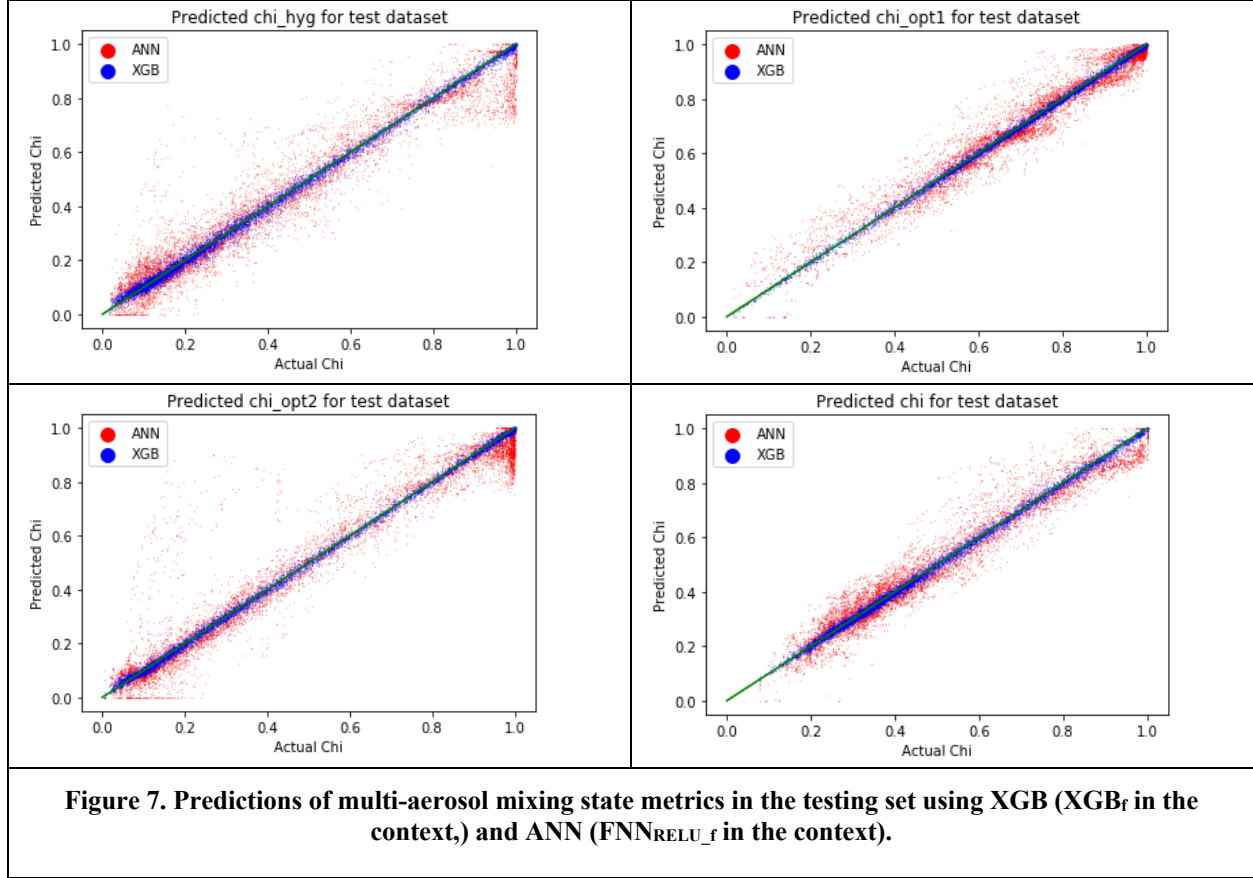 Predicted chi_hyg for test dataset
ANN
XGB
Predicted Chi
1.0
0.8
0.6
0.4
0.2
0.0
0.0 0.2 0.4 0.6 0.8 1.0
Actual Chi
Predicted chi_opt1 for test dataset
ANN
XGB
Predicted Chi
1.0
0.8
0.6
0.4
0.2
0.0
0.0 0.2 0.4 0.6 0.8 1.0
Actual Chi
Predicted chi_opt2 for test dataset
ANN
XGB
Predicted Chi
1.0
0.8
0.6
0.4
0.2
0.0
0.0 0.2 0.4 0.6 0.8 1.0
Actual Chi
Predicted chi for test dataset
ANN
XGB
Predicted Chi
1.0
0.8
0.6
0.4
0.2
0.0
0.0 0.2 0.4 0.6 0.8 1.0
Actual Chi
Figure 7. Predictions of multi-aerosol mixing state metrics in the testing set using XGB (XGBf in the
context,) and ANN (FNNRELU_f in the context).